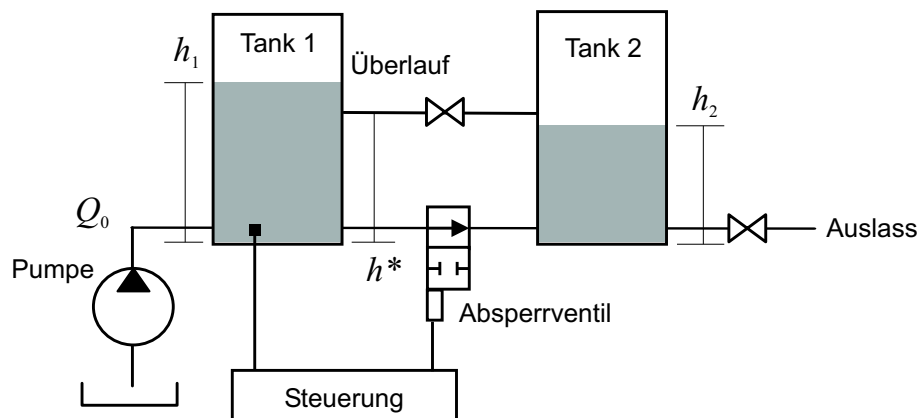 Tank 1
Tank 2
h₁
Überlauf
h₂
Q₀
Auslass
Pumpe
h*
Absperrventil
Steuerung